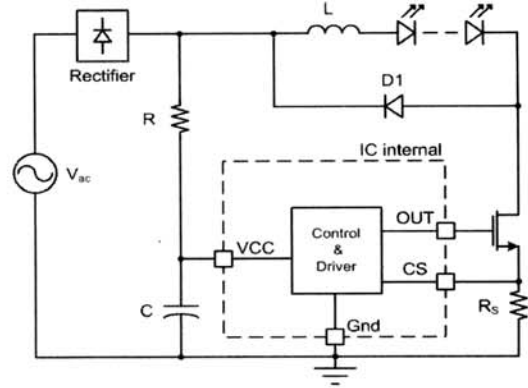 L
Rectifier
D1
R
IC internal
Vac
OUT
VCC
Control
&
Driver
CS
C
Rs
Gnd